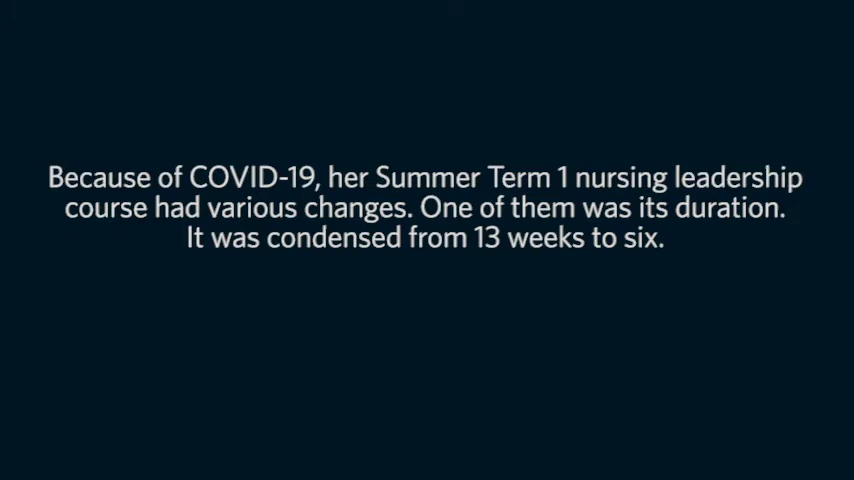 Because of COVID-19, her Summer Term 1 nursing leadership
course had various changes. One of them was its duration.
It was condensed from 13 weeks to six.